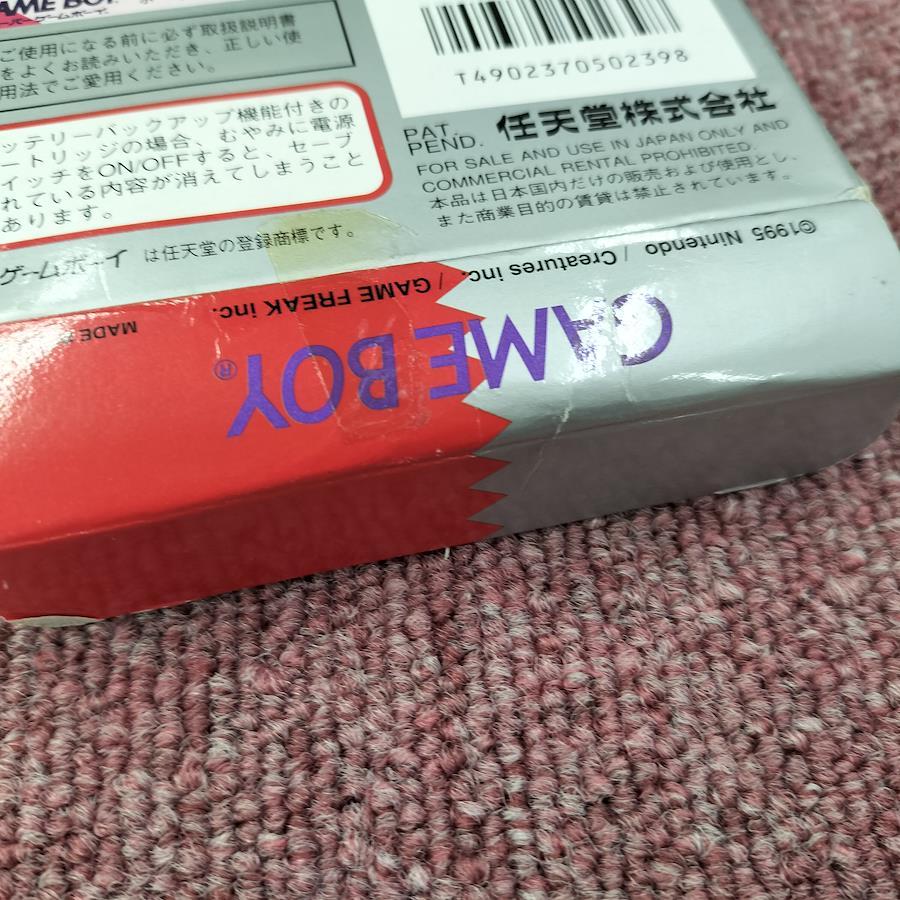 GAME BOY
ご使用になる前に必ず取扱説明書
をよくお読みいただき、正しい使
用法でご愛用ください。
ッテリーバックアップ機能付きの
ートリッジの場合、むやみに電源
イッチをON/OFFすると、セーブ
れている内容が消えてしまうこと
あります。
ゲームボーイ は任天堂の登録商標です。
T4902370502398
PAT.
PEND.
任天堂株式会社
FOR SALE AND USE IN JAPAN ONLY AND
COMMERCIAL RENTAL PROHIBITED.
本品は日本国内だけの販売および使用とし、
また商業目的の賃貸は禁止されています。
©1995 Nintendo / Creatures inc. / GAME FREAK inc.
MADE
GAME BOY®